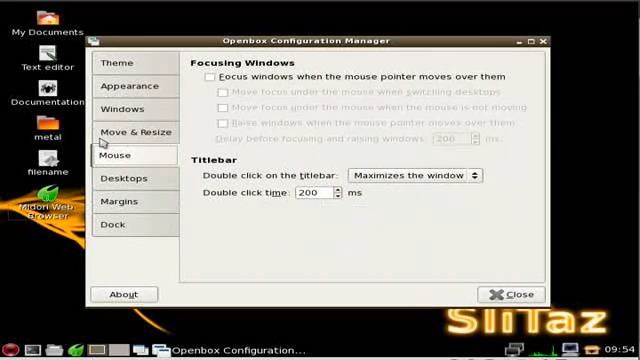 My Documents
Text editor
Documentation
metal
filename
Midori Web
Browser
Openbox Configuration Manager
Theme
Appearance
Windows
Move & Resize
Mouse
Desktops
Margins
Dock
Focusing Windows
Focus windows when the mouse pointer moves over them
Move focus under the mouse when switching desktops
Move focus under the mouse when the mouse is not moving
Raise windows when the mouse pointer moves over them
Delay before focusing and raising windows: 200 ms
Titlebar
Double click on the titlebar: Maximizes the window
Double click time: 200 ms
About
Close
SliTaz
Openbox Configuration...
09:54